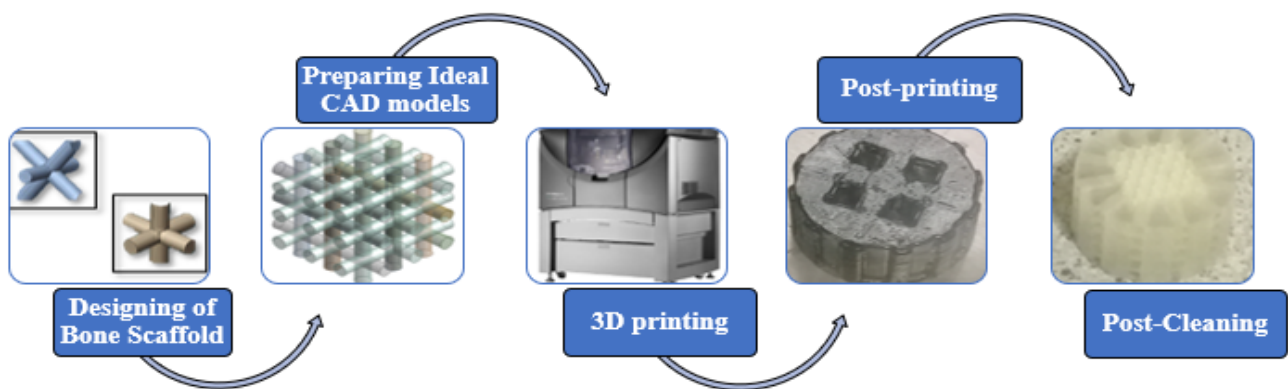 Designing of
Bone Scaffold
Preparing Ideal
CAD models
3D printing
Post-printing
Post-Cleaning